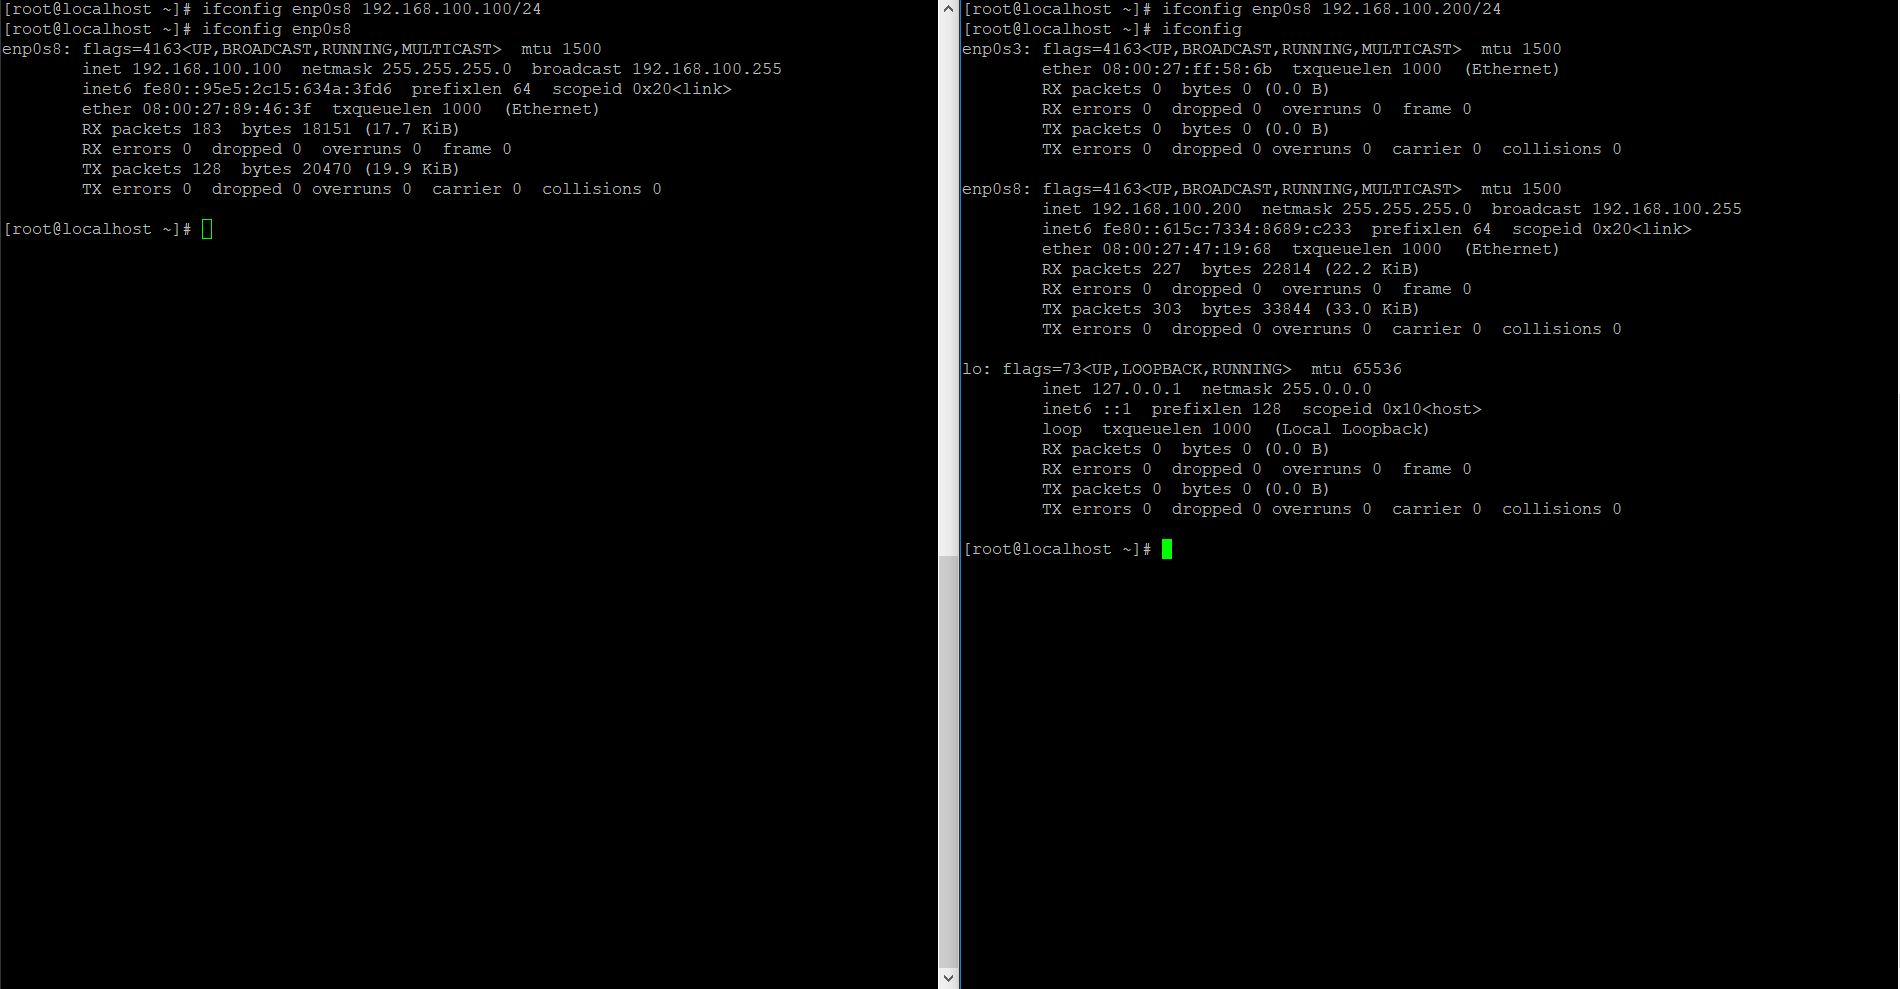 [root@localhost ~]# ifconfig enp0s8 192.168.100.100/24
[root@localhost ~]# ifconfig enp0s8
enp0s8: flags=4163<UP,BROADCAST,RUNNING,MULTICAST>  mtu 1500
        inet 192.168.100.100  netmask 255.255.255.0  broadcast 192.168.100.255
        inet6 fe80::95e5:2c15:634a:3fd6  prefixlen 64  scopeid 0x20<link>
        ether 08:00:27:89:46:3f  txqueuelen 1000  (Ethernet)
        RX packets 183  bytes 18151 (17.7 KiB)
        RX errors 0  dropped 0  overruns 0  frame 0
        TX packets 128  bytes 20470 (19.9 KiB)
        TX errors 0  dropped 0 overruns 0  carrier 0  collisions 0

[root@localhost ~]#
[root@localhost ~]# ifconfig enp0s8 192.168.100.200/24
[root@localhost ~]# ifconfig
enp0s3: flags=4163<UP,BROADCAST,RUNNING,MULTICAST>  mtu 1500
        ether 08:00:27:ff:58:6b  txqueuelen 1000  (Ethernet)
        RX packets 0  bytes 0 (0.0 B)
        RX errors 0  dropped 0  overruns 0  frame 0
        TX packets 0  bytes 0 (0.0 B)
        TX errors 0  dropped 0 overruns 0  carrier 0  collisions 0

enp0s8: flags=4163<UP,BROADCAST,RUNNING,MULTICAST>  mtu 1500
        inet 192.168.100.200  netmask 255.255.255.0  broadcast 192.168.100.255
        inet6 fe80::615c:7334:8689:c233  prefixlen 64  scopeid 0x20<link>
        ether 08:00:27:47:19:68  txqueuelen 1000  (Ethernet)
        RX packets 227  bytes 22814 (22.2 KiB)
        RX errors 0  dropped 0  overruns 0  frame 0
        TX packets 303  bytes 33844 (33.0 KiB)
        TX errors 0  dropped 0 overruns 0  carrier 0  collisions 0

lo: flags=73<UP,LOOPBACK,RUNNING>  mtu 65536
        inet 127.0.0.1  netmask 255.0.0.0
        inet6 ::1  prefixlen 128  scopeid 0x10<host>
        loop  txqueuelen 1000  (Local Loopback)
        RX packets 0  bytes 0 (0.0 B)
        RX errors 0  dropped 0  overruns 0  frame 0
        TX packets 0  bytes 0 (0.0 B)
        TX errors 0  dropped 0 overruns 0  carrier 0  collisions 0

[root@localhost ~]#